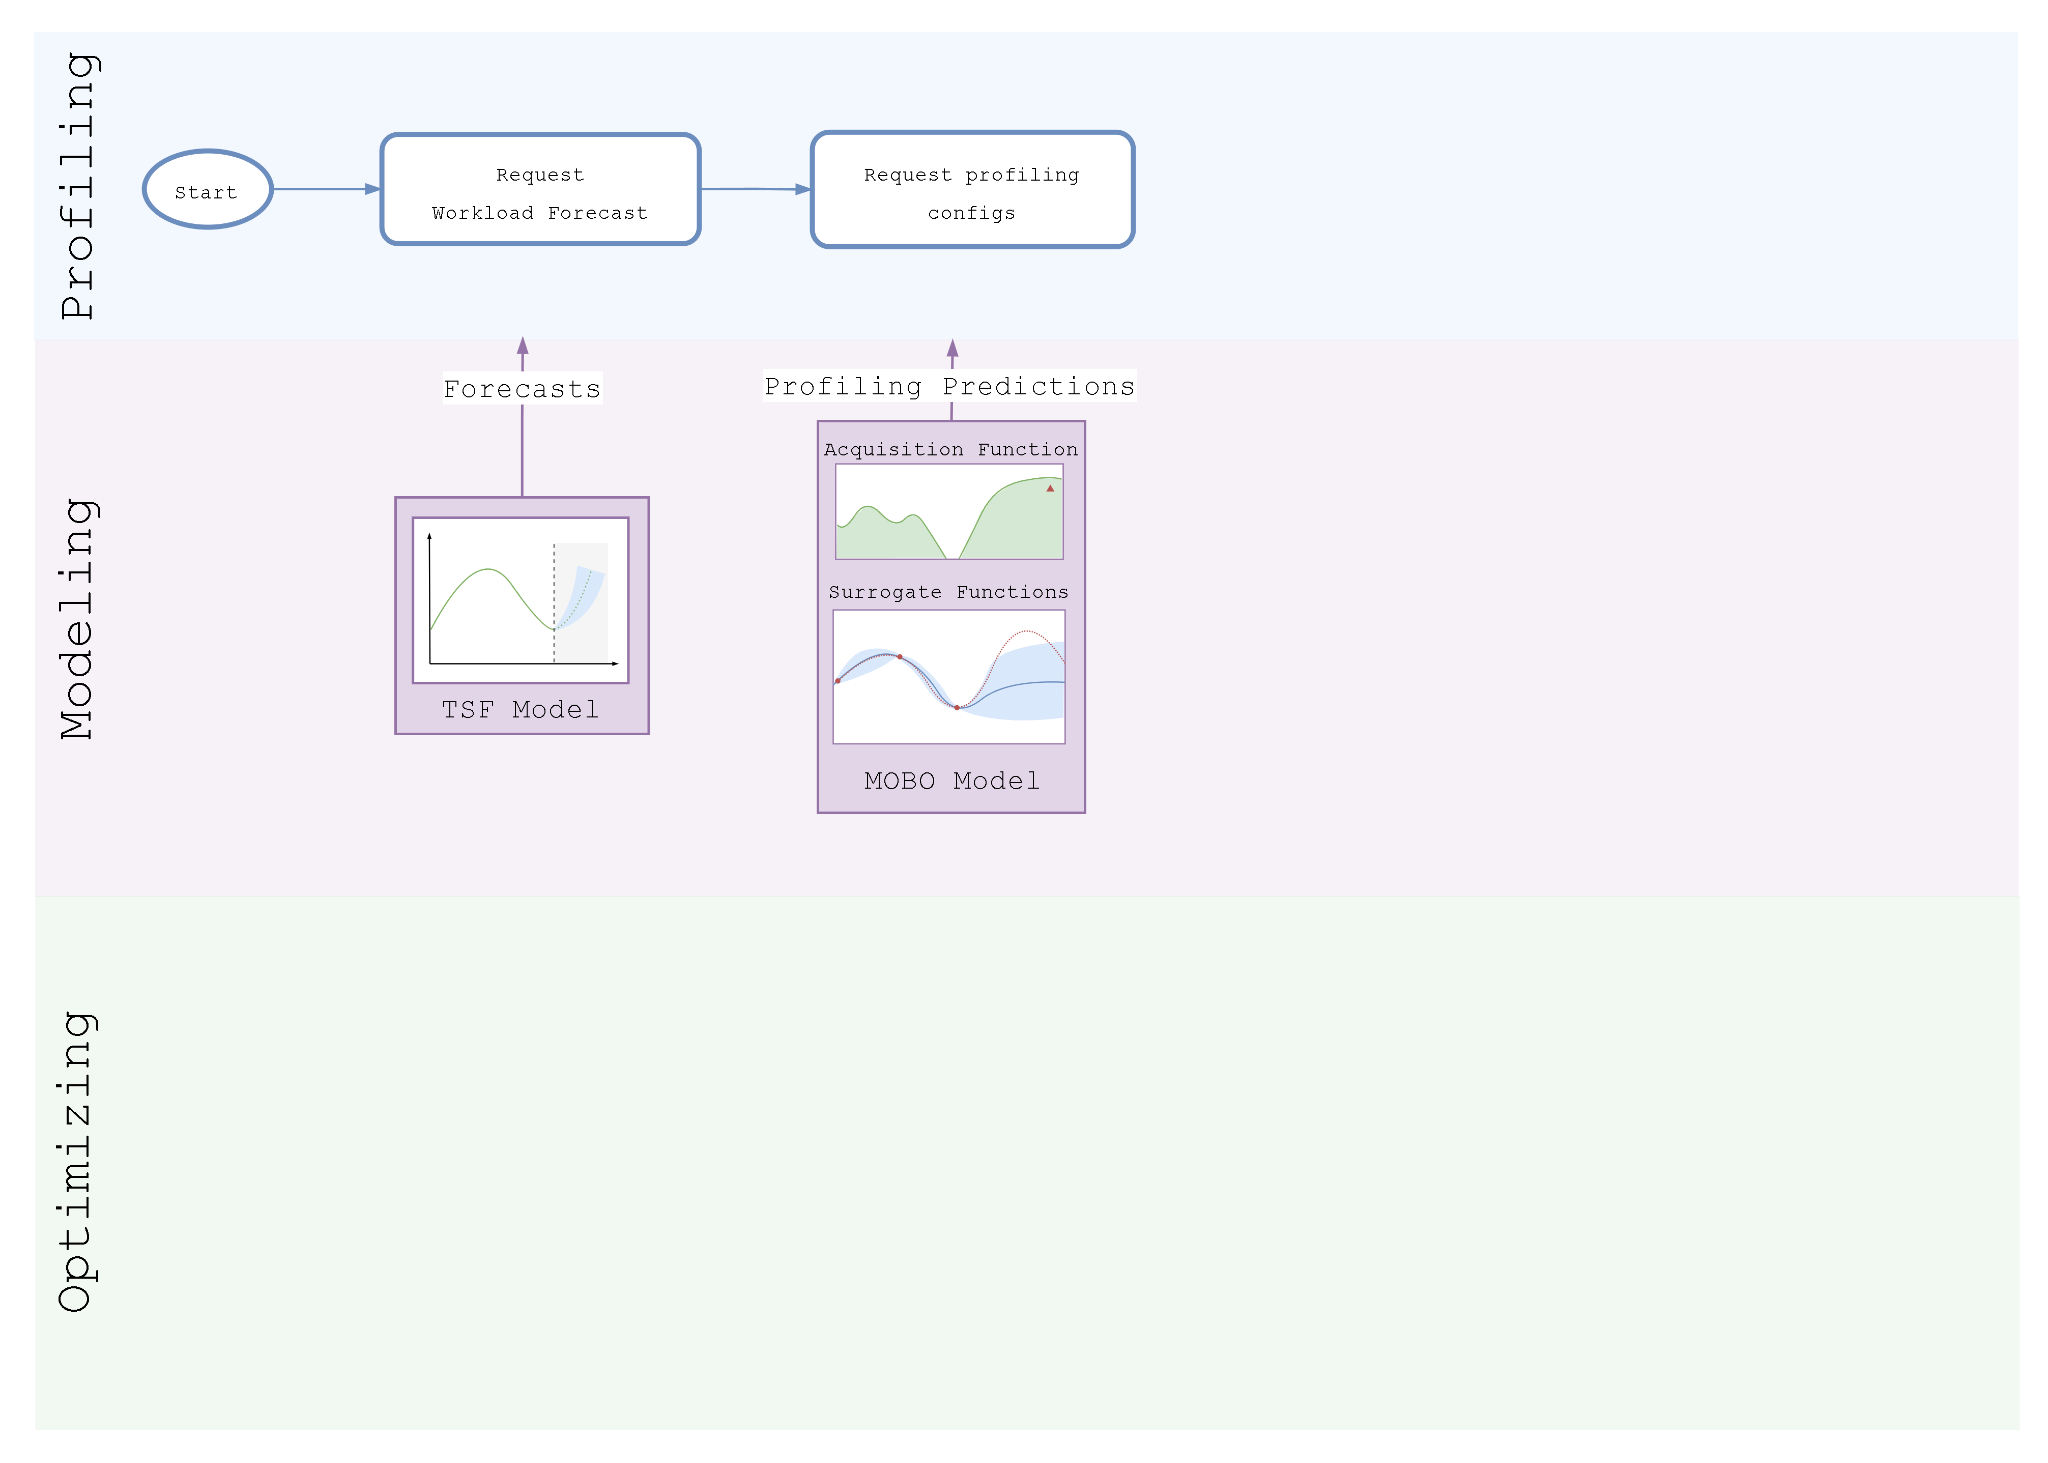 Profiling
Start
Request
Workload Forecast
Request profiling
configs
Modeling
Forecasts
Profiling Predictions
Acquisition Function
Surrogate Functions
TSF Model
MOBO Model
Optimizing